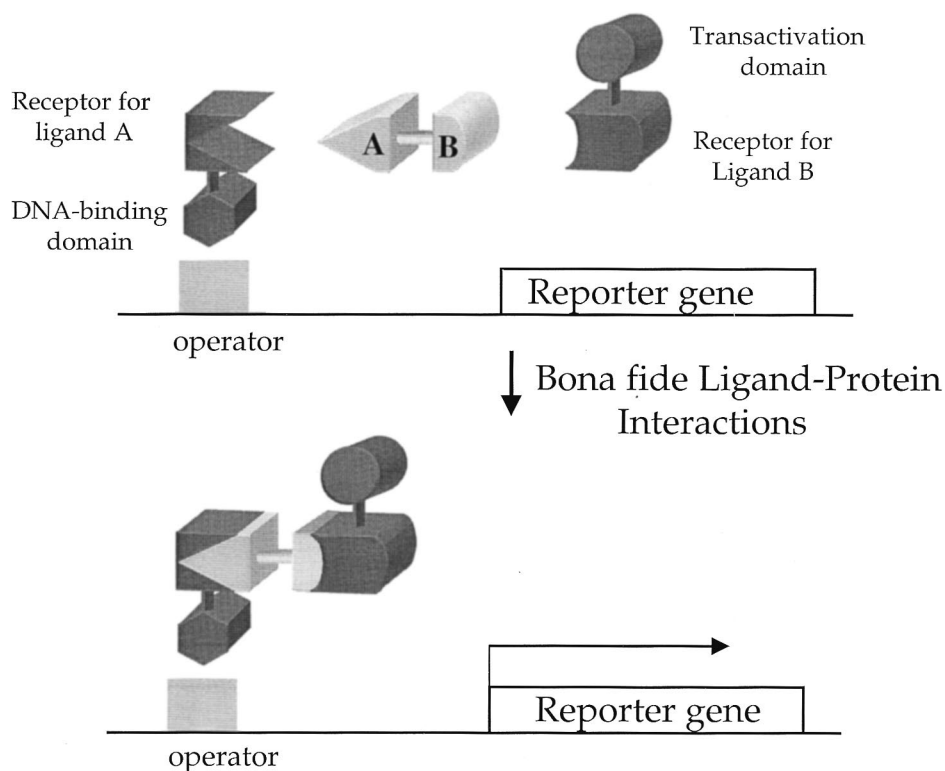 Transactivation
domain
Receptor for
ligand A
A
B
Receptor for
Ligand B
DNA-binding
domain
Reporter gene
operator
Bona fide Ligand-Protein
Interactions
Reporter gene
operator